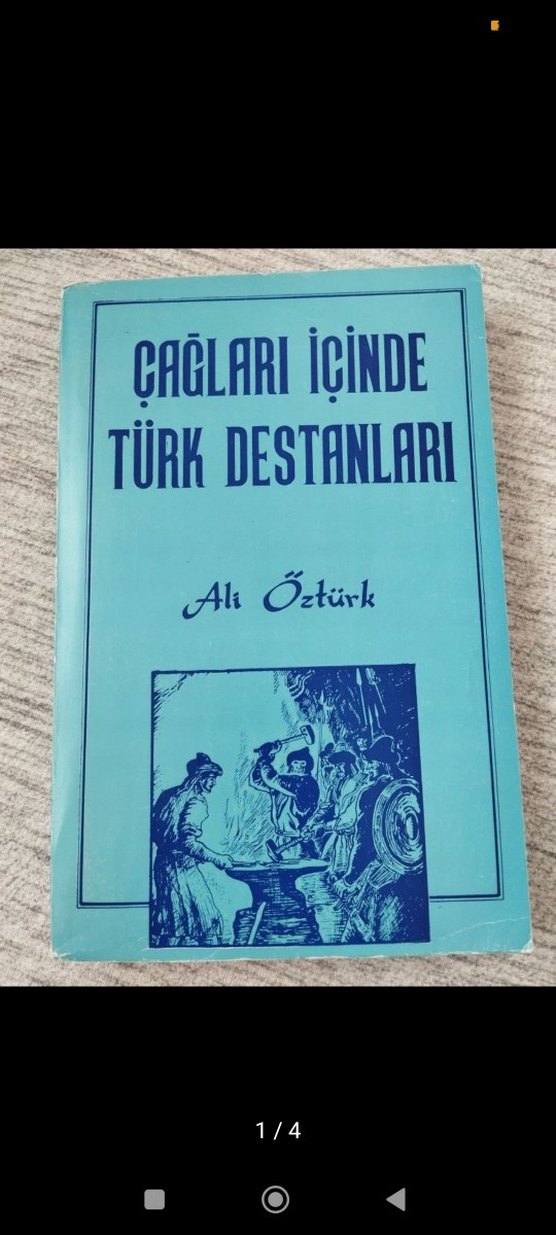 ÇAĞLARI İÇİNDE
TÜRK DESTANLARI
Ali Öztürk
1 / 4